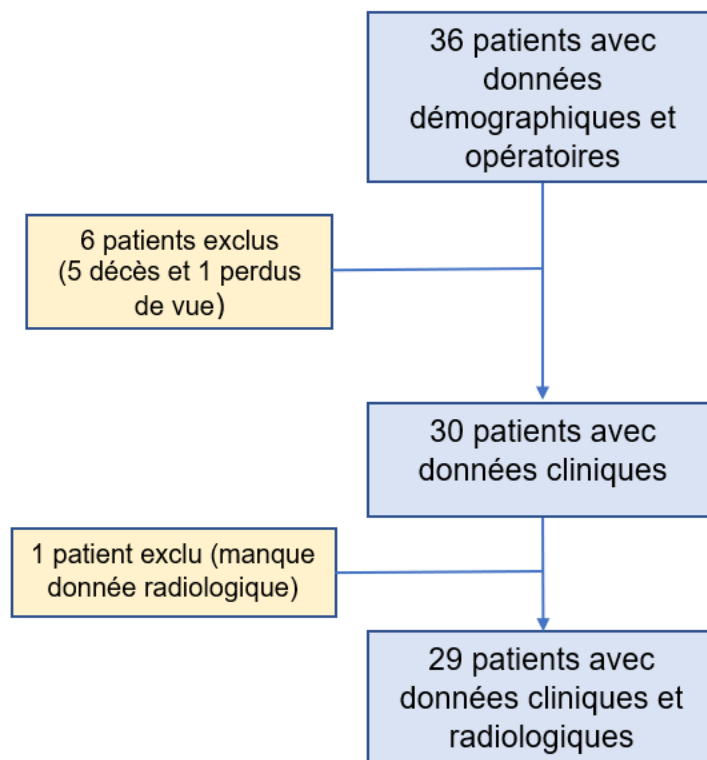 36 patients avec
données
démographiques et
opératoires
6 patients exclus
(5 décès et 1 perdus
de vue)
30 patients avec
données cliniques
1 patient exclu (manque
donnée radiologique)
29 patients avec
données cliniques et
radiologiques